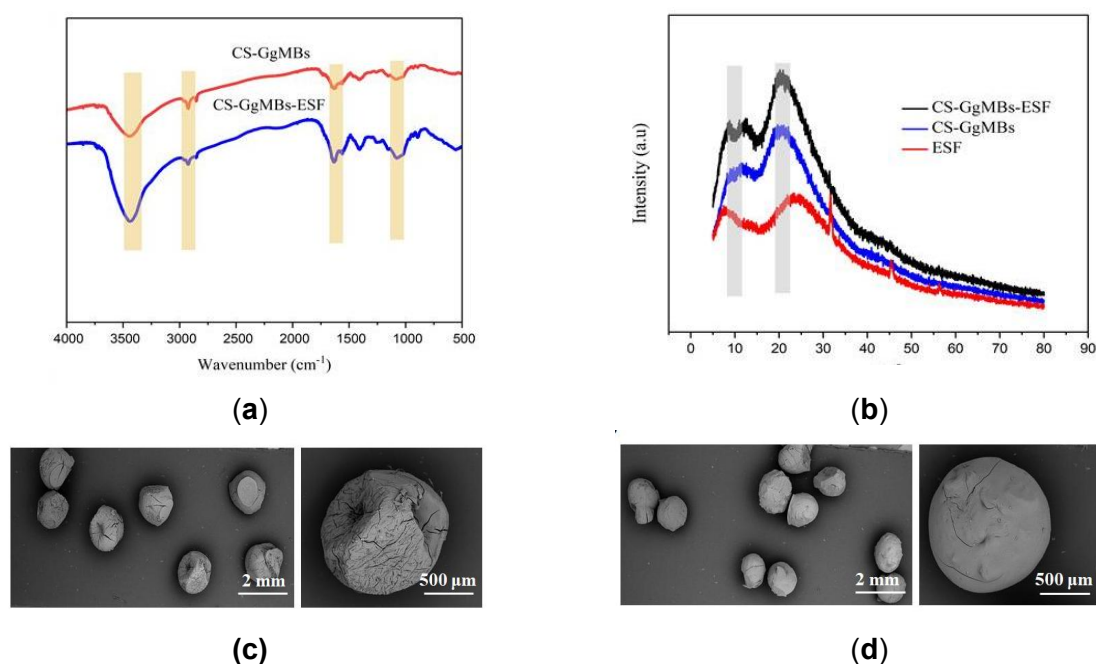 CS-GgMBs
CS-GgMBs-ESF
4000 3500 3000 2500 2000 1500 1000 500
Wavenumber (cm⁻¹)
(a)
Intensity (a.u)
CS-GgMBs-ESF
CS-GgMBs
ESF
0 10 20 30 40 50 60 70 80 90
(b)
2 mm
500 μm
(c)
2 mm
500 μm
(d)